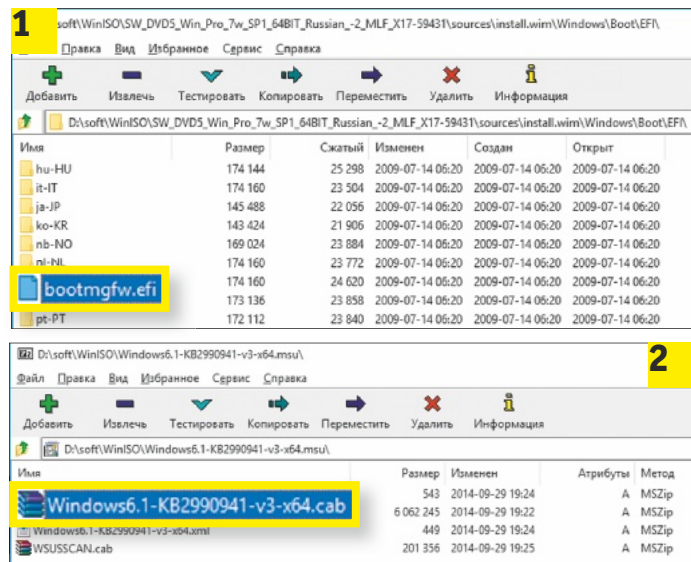 1
soft\WinISO\SW_DVD5_Win_Pro_7w_SP1_64BIT_Russian_-2_MLF_X17-59431\sources\install.wim\Windows\Boot\EFI\
Правка Вид Избранное Сервис Справка
Добавить Извлечь Тестировать Копировать Переместить Удалить Информация
D:\soft\WinISO\SW_DVD5_Win_Pro_7w_SP1_64BIT_Russian_-2_MLF_X17-59431\sources\install.wim\Windows\Boot\EFI\
Имя Размер Сжатый Изменен Создан Открыт
hu-HU 174 144 25 298 2009-07-14 06:20 2009-07-14 06:20 2009-07-14 06:20
it-IT 174 160 23 504 2009-07-14 06:20 2009-07-14 06:20 2009-07-14 06:20
ja-JP 145 488 22 056 2009-07-14 06:20 2009-07-14 06:20 2009-07-14 06:20
ko-KR 143 424 21 906 2009-07-14 06:20 2009-07-14 06:20 2009-07-14 06:20
nb-NO 169 024 23 884 2009-07-14 06:20 2009-07-14 06:20 2009-07-14 06:20
nl-NL 174 160 23 772 2009-07-14 06:20 2009-07-14 06:20 2009-07-14 06:20
bootmgfw.efi 174 160 24 620 2009-07-14 06:20 2009-07-14 06:20 2009-07-14 06:20
173 136 23 858 2009-07-14 06:20 2009-07-14 06:20 2009-07-14 06:20
pt-PT 172 112 23 840 2009-07-14 06:20 2009-07-14 06:20 2009-07-14 06:20
2
D:\soft\WinISO\Windows6.1-KB2990941-v3-x64.msu\
Файл Правка Вид Избранное Сервис Справка
Добавить Извлечь Тестировать Копировать Переместить Удалить Информация
D:\soft\WinISO\Windows6.1-KB2990941-v3-x64.msu\
Имя Размер Изменен Атрибуты Метод
543 2014-09-29 19:24 A MSZip
Windows6.1-KB2990941-v3-x64.cab 6 062 245 2014-09-29 19:22 A MSZip
Windows6.1-KB2990941-v3-x64.xml 449 2014-09-29 19:24 A MSZip
WSUSSCAN.cab 201 356 2014-09-29 19:25 A MSZip